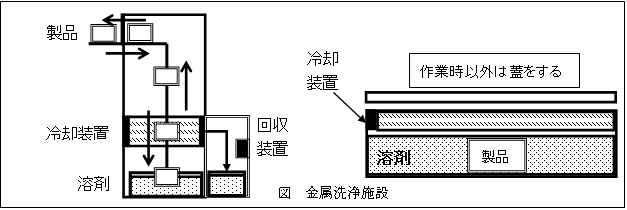 製品
冷却装置
溶剤
回収
装置
図　金属洗浄施設
冷却
装置
作業時以外は蓋をする
溶剤
製品